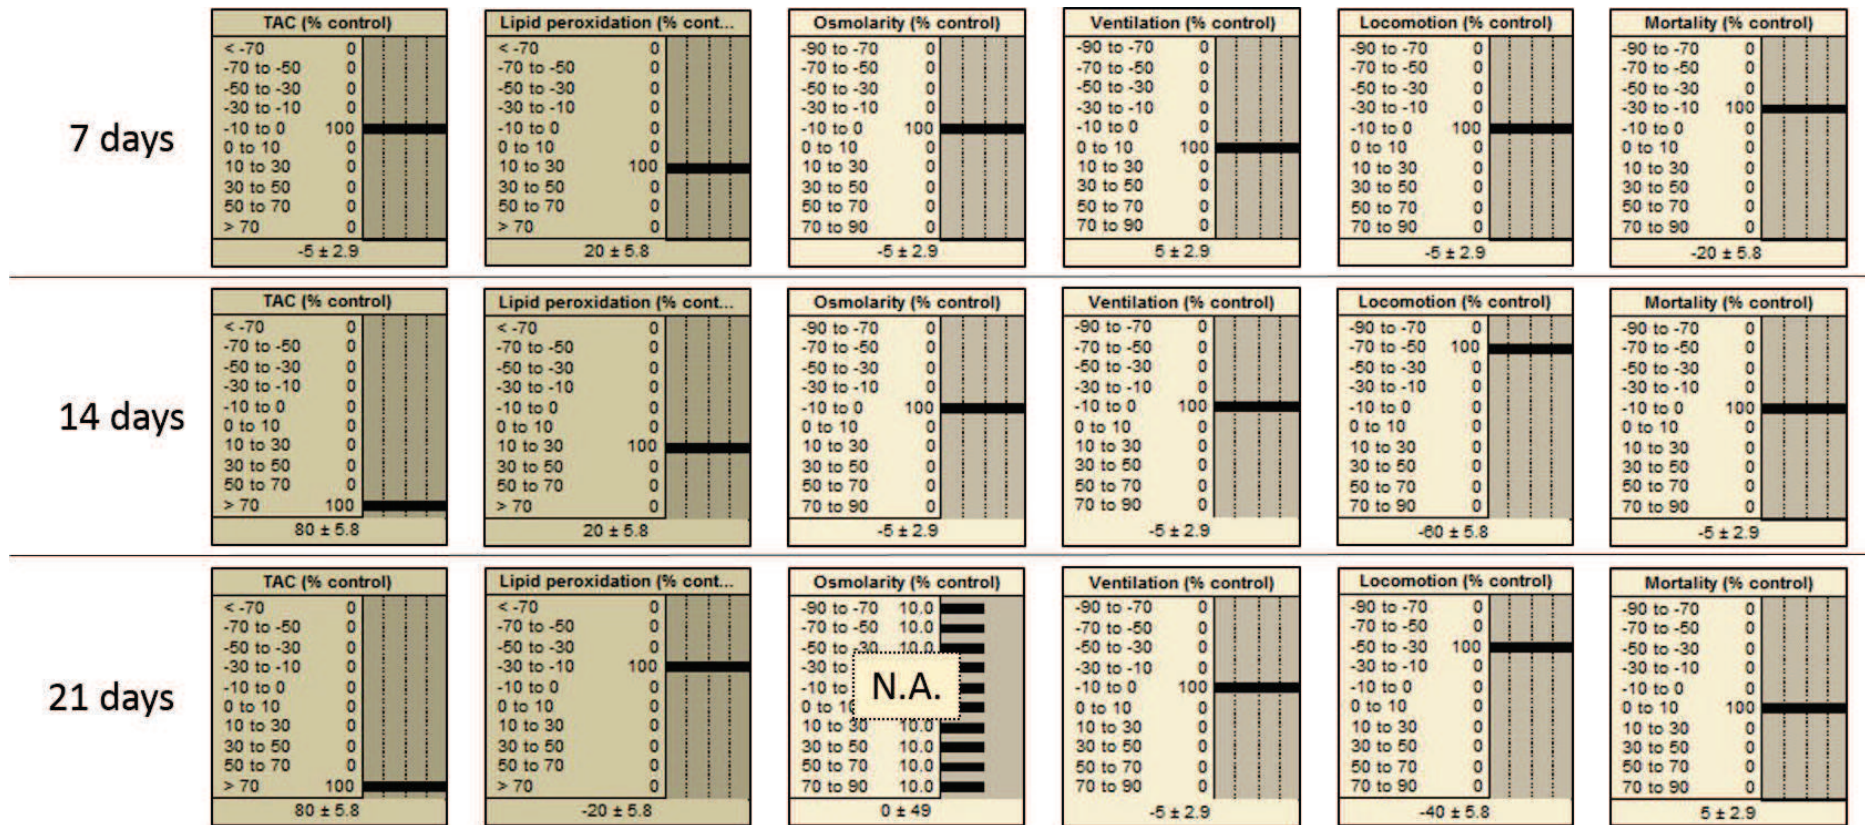 7 days
TAC (% control)
< -70 0
-70 to -50 0
-50 to -30 0
-30 to -10 0
-10 to 0 100
0 to 10 0
10 to 30 0
30 to 50 0
50 to 70 0
> 70 0
-5 ± 2.9
Lipid peroxidation (% cont...
< -70 0
-70 to -50 0
-50 to -30 0
-30 to -10 0
-10 to 0 0
0 to 10 0
10 to 30 100
30 to 50 0
50 to 70 0
> 70 0
20 ± 5.8
Osmolarity (% control)
-90 to -70 0
-70 to -50 0
-50 to -30 0
-30 to -10 0
-10 to 0 100
0 to 10 0
10 to 30 0
30 to 50 0
50 to 70 0
70 to 90 0
-5 ± 2.9
Ventilation (% control)
-90 to -70 0
-70 to -50 0
-50 to -30 0
-30 to -10 0
-10 to 0 0
0 to 10 100
10 to 30 0
30 to 50 0
50 to 70 0
70 to 90 0
5 ± 2.9
Locomotion (% control)
-90 to -70 0
-70 to -50 0
-50 to -30 0
-30 to -10 0
-10 to 0 100
0 to 10 0
10 to 30 0
30 to 50 0
50 to 70 0
70 to 90 0
-5 ± 2.9
Mortality (% control)
-90 to -70 0
-70 to -50 0
-50 to -30 0
-30 to -10 100
-10 to 0 0
0 to 10 0
10 to 30 0
30 to 50 0
50 to 70 0
70 to 90 0
-20 ± 5.8
14 days
TAC (% control)
< -70 0
-70 to -50 0
-50 to -30 0
-30 to -10 0
-10 to 0 0
0 to 10 0
10 to 30 0
30 to 50 0
50 to 70 0
> 70 100
80 ± 5.8
Lipid peroxidation (% cont...
< -70 0
-70 to -50 0
-50 to -30 0
-30 to -10 0
-10 to 0 0
0 to 10 0
10 to 30 100
30 to 50 0
50 to 70 0
> 70 0
20 ± 5.8
Osmolarity (% control)
-90 to -70 0
-70 to -50 0
-50 to -30 0
-30 to -10 0
-10 to 0 100
0 to 10 0
10 to 30 0
30 to 50 0
50 to 70 0
70 to 90 0
-5 ± 2.9
Ventilation (% control)
-90 to -70 0
-70 to -50 0
-50 to -30 0
-30 to -10 0
-10 to 0 100
0 to 10 0
10 to 30 0
30 to 50 0
50 to 70 0
70 to 90 0
-5 ± 2.9
Locomotion (% control)
-90 to -70 0
-70 to -50 100
-50 to -30 0
-30 to -10 0
-10 to 0 0
0 to 10 0
10 to 30 0
30 to 50 0
50 to 70 0
70 to 90 0
-60 ± 5.8
Mortality (% control)
-90 to -70 0
-70 to -50 0
-50 to -30 0
-30 to -10 0
-10 to 0 100
0 to 10 0
10 to 30 0
30 to 50 0
50 to 70 0
70 to 90 0
-5 ± 2.9
21 days
TAC (% control)
< -70 0
-70 to -50 0
-50 to -30 0
-30 to -10 0
-10 to 0 0
0 to 10 0
10 to 30 0
30 to 50 0
50 to 70 0
> 70 100
80 ± 5.8
Lipid peroxidation (% cont...
< -70 0
-70 to -50 0
-50 to -30 0
-30 to -10 100
-10 to 0 0
0 to 10 0
10 to 30 0
30 to 50 0
50 to 70 0
> 70 0
-20 ± 5.8
Osmolarity (% control)
-90 to -70 10.0
-70 to -50 10.0
-50 to -30 10.0
-30 to
-10 to
0 to 10
N.A.
10 to 30 10.0
30 to 50 10.0
50 to 70 10.0
70 to 90 10.0
0 ± 49
Ventilation (% control)
-90 to -70 0
-70 to -50 0
-50 to -30 0
-30 to -10 0
-10 to 0 100
0 to 10 0
10 to 30 0
30 to 50 0
50 to 70 0
70 to 90 0
-5 ± 2.9
Locomotion (% control)
-90 to -70 0
-70 to -50 0
-50 to -30 100
-30 to -10 0
-10 to 0 0
0 to 10 0
10 to 30 0
30 to 50 0
50 to 70 0
70 to 90 0
-40 ± 5.8
Mortality (% control)
-90 to -70 0
-70 to -50 0
-50 to -30 0
-30 to -10 0
-10 to 0 0
0 to 10 100
10 to 30 0
30 to 50 0
50 to 70 0
70 to 90 0
5 ± 2.9